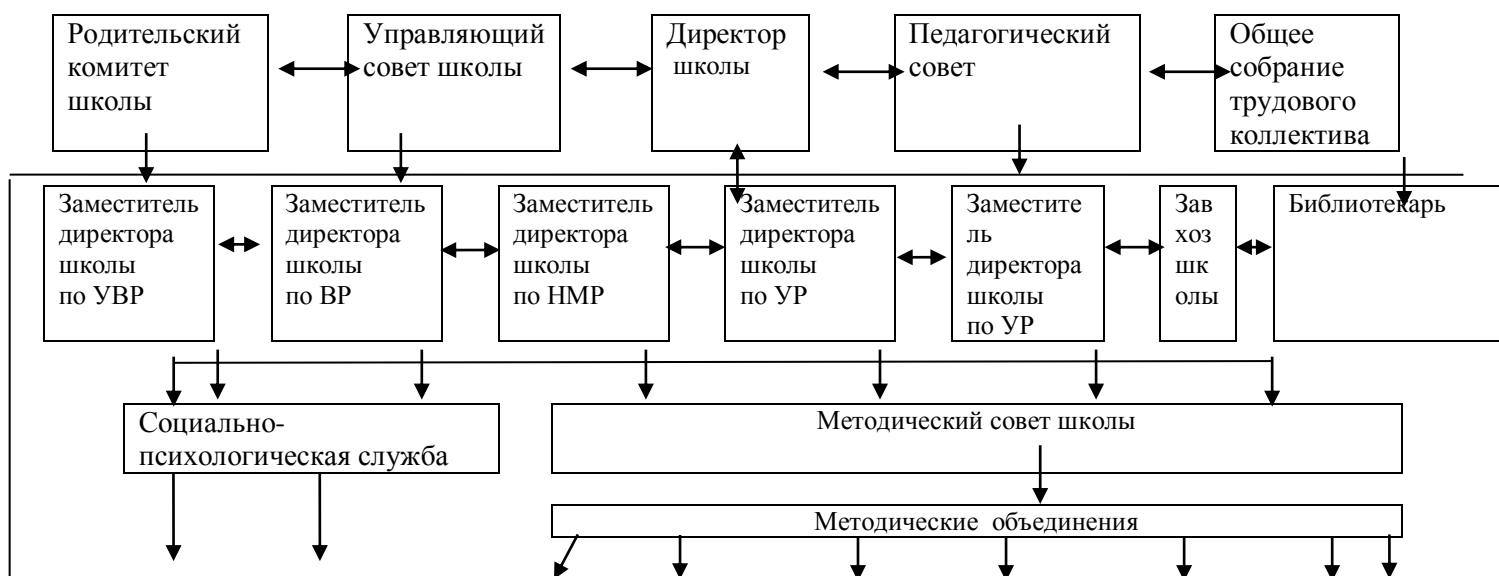 Родительский
комитет
школы
Управляющий
совет школы
Директор
школы
Педагогический
совет
Общее
собрание
трудового
коллектива
Заместитель
директора
школы
по УВР
Заместитель
директора
школы
по ВР
Заместитель
директора
школы
по НМР
Заместитель
директора
школы
по УР
Заместите
ль
директора
школы
по УР
Зав
хоз
шк
олы
Библиотекарь
Социально-
психологическая служба
Методический совет школы
Методические объединения